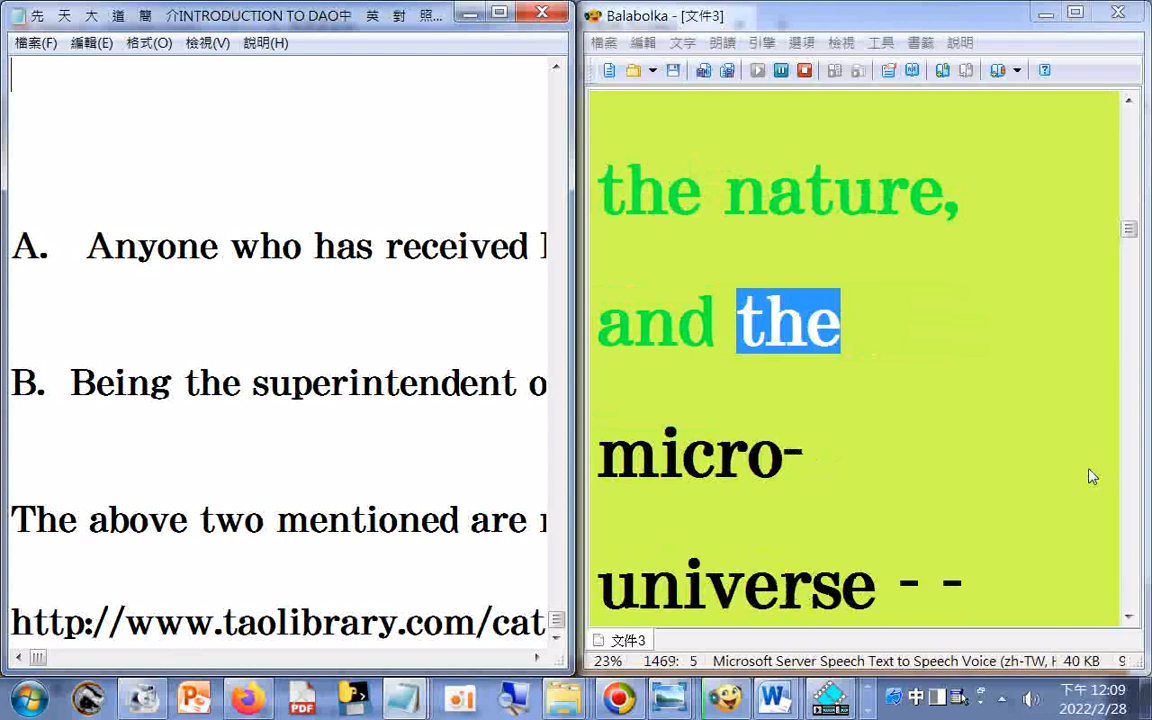 先 天 大 道 簡 介INTRODUCTION TO DAO中 英 對 照...
檔案(F) 編輯(E) 格式(O) 檢視(V) 說明(H)
A. Anyone who has received
B. Being the superintendent o
The above two mentioned are
http://www.taolibrary.com/cat
Balabolka - [文件3]
檔案 編輯 文字 朗讀 引擎 選項 檢視 工具 書籤 說明
the nature,
and the
micro-
universe - -
文件3
23% 1469: 5 Microsoft Server Speech Text to Speech Voice (zh-TW, H 40 KB 9
中
下午 12:09
2022/2/28